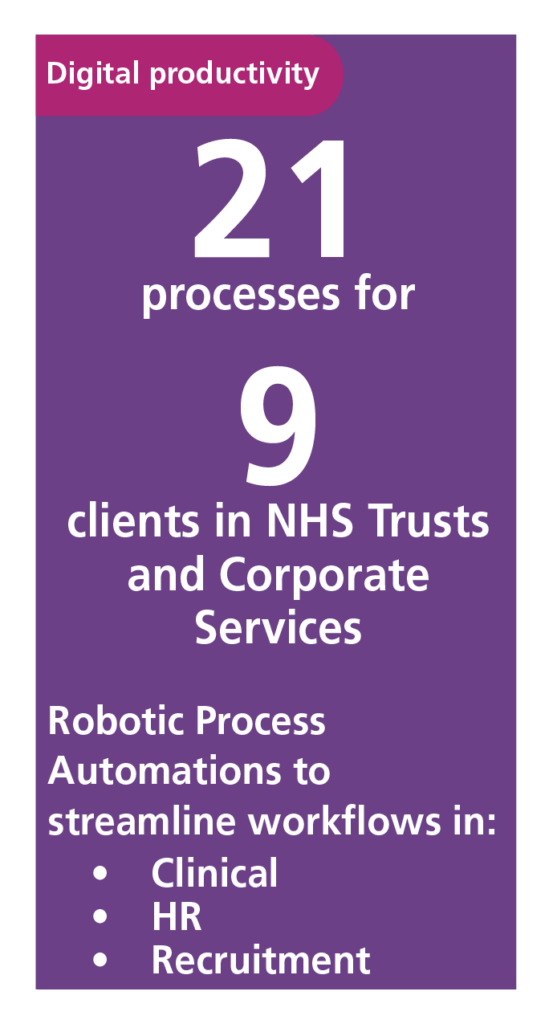 Digital productivity
21
processes for
9
clients in NHS Trusts
and Corporate
Services
Robotic Process
Automations to
streamline workflows in:
• Clinical
• HR
• Recruitment